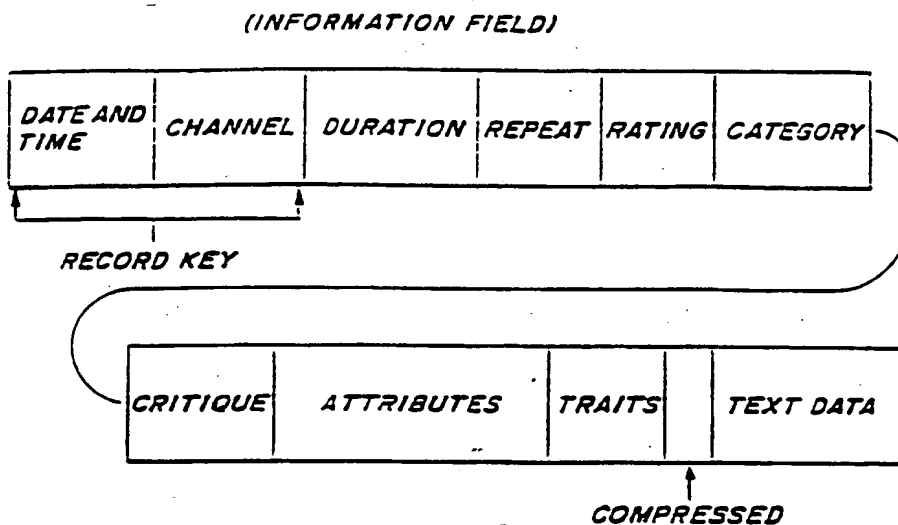 (INFORMATION FIELD)
DATE AND TIME CHANNEL DURATION REPEAT RATING CATEGORY
RECORD KEY
CRITIQUE ATTRIBUTES TRAITS TEXT DATA
COMPRESSED